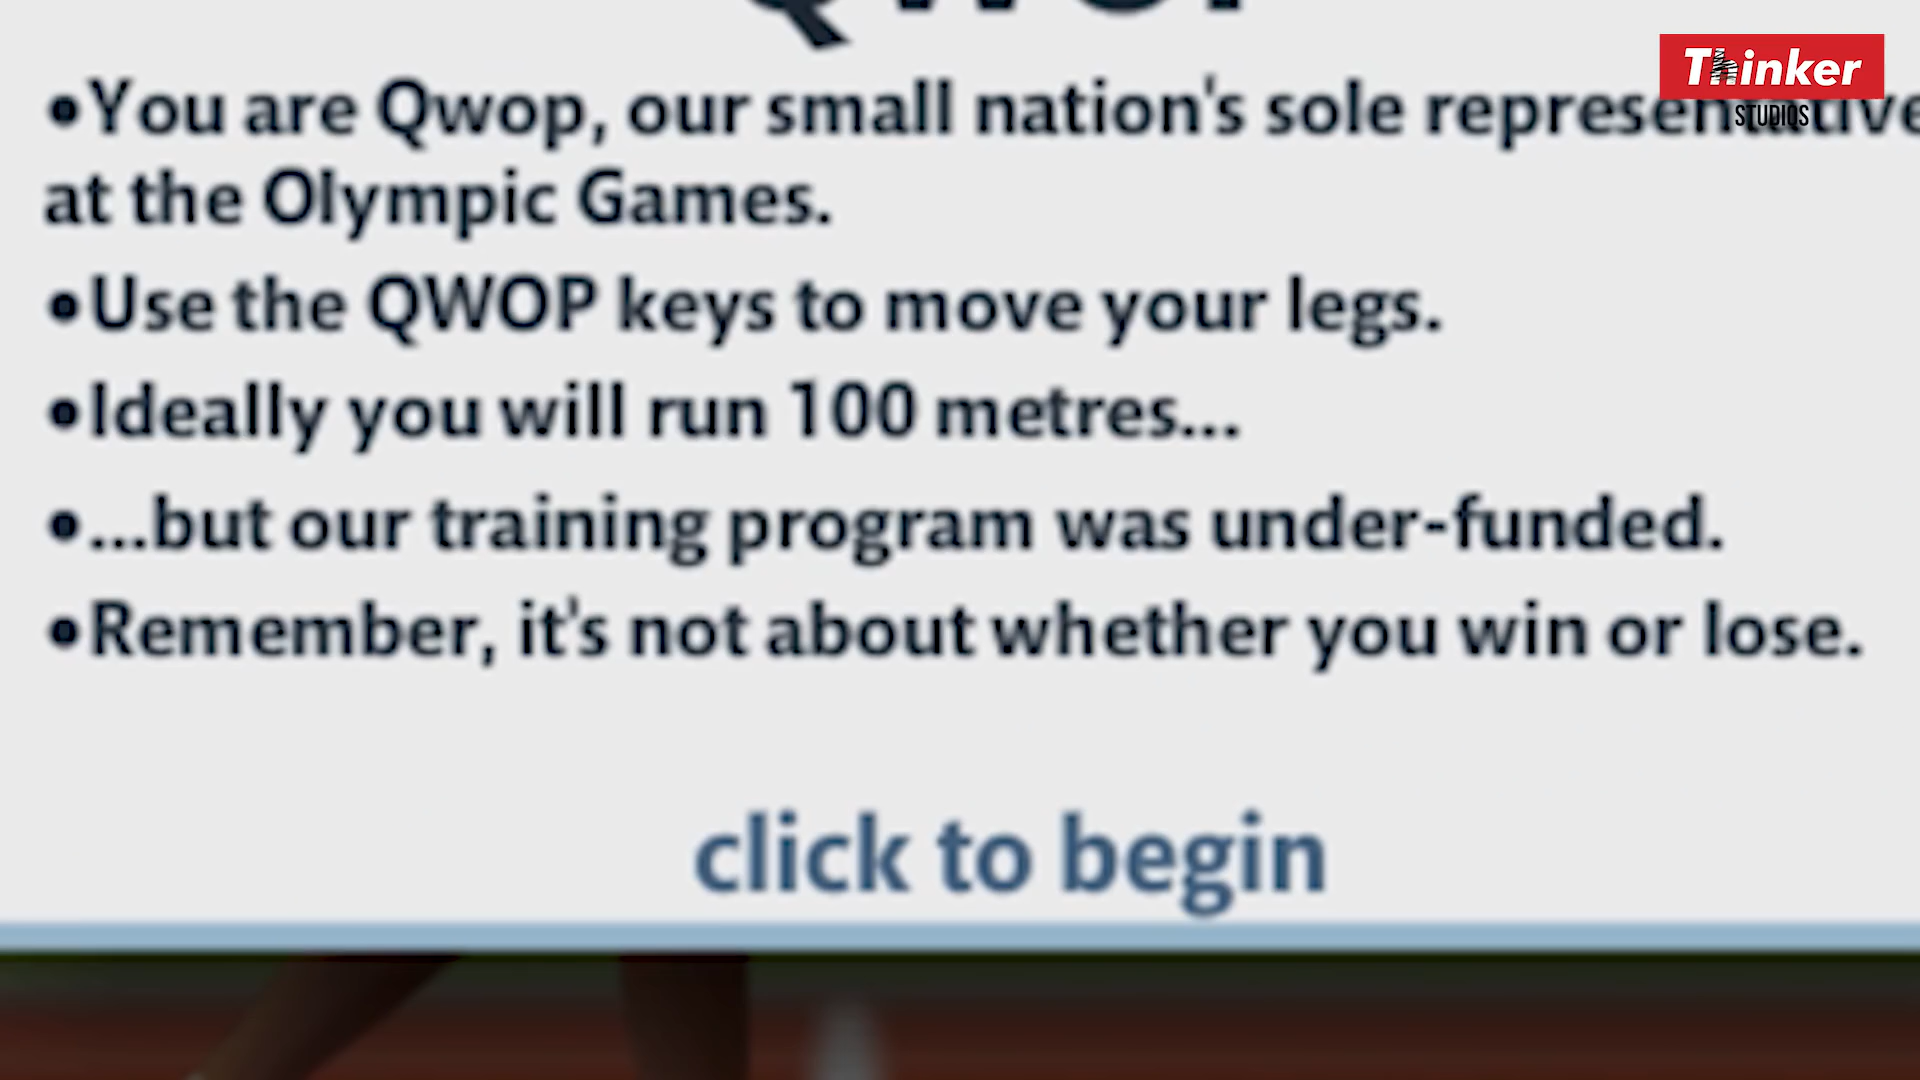 QWOP
Thinker
STUDIOS
•You are Qwop, our small nation's sole representative
at the Olympic Games.
•Use the QWOP keys to move your legs.
•Ideally you will run 100 metres...
•...but our training program was under-funded.
•Remember, it's not about whether you win or lose.
click to begin